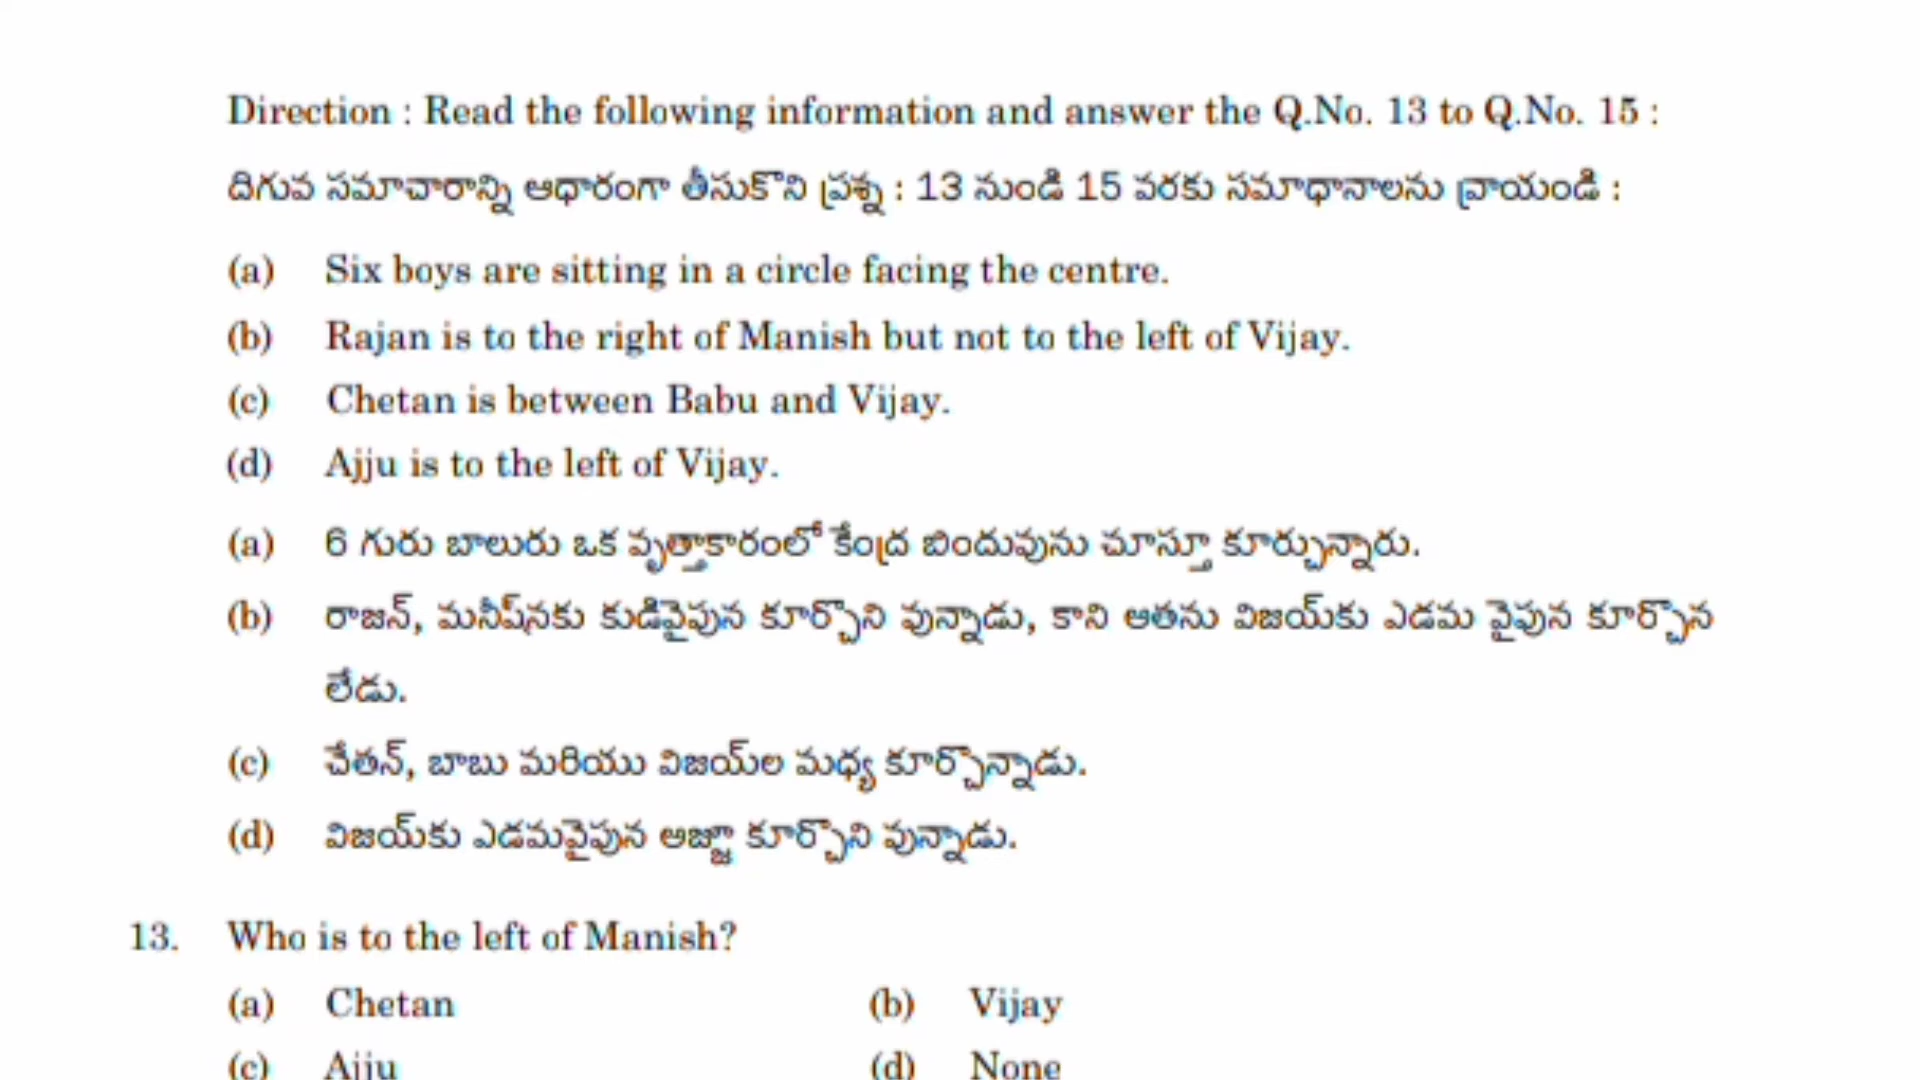 Direction : Read the following information and answer the Q.No. 13 to Q.No. 15 :
దిగువ సమాచారాన్ని ఆధారంగా తీసుకొని ప్రశ్న : 13 నుండి 15 వరకు సమాధానాలను వ్రాయండి :
(a) Six boys are sitting in a circle facing the centre.
(b) Rajan is to the right of Manish but not to the left of Vijay.
(c) Chetan is between Babu and Vijay.
(d) Ajju is to the left of Vijay.
(a) 6 గురు బాలురు ఒక వృత్తాకారంలో కేంద్ర బిందువును చూస్తూ కూర్చున్నారు.
(b) రాజన్, మనీష్‌నకు కుడివైపున కూర్చొని వున్నాడు, కాని అతను విజయ్‌కు ఎడమ వైపున కూర్చొన
లేడు.
(c) చేతన్, బాబు మరియు విజయ్‌ల మధ్య కూర్చొన్నాడు.
(d) విజయ్‌కు ఎడమవైపున అజ్జూ కూర్చొని వున్నాడు.
13. Who is to the left of Manish?
(a) Chetan (b) Vijay
(c) Ajju (d) None